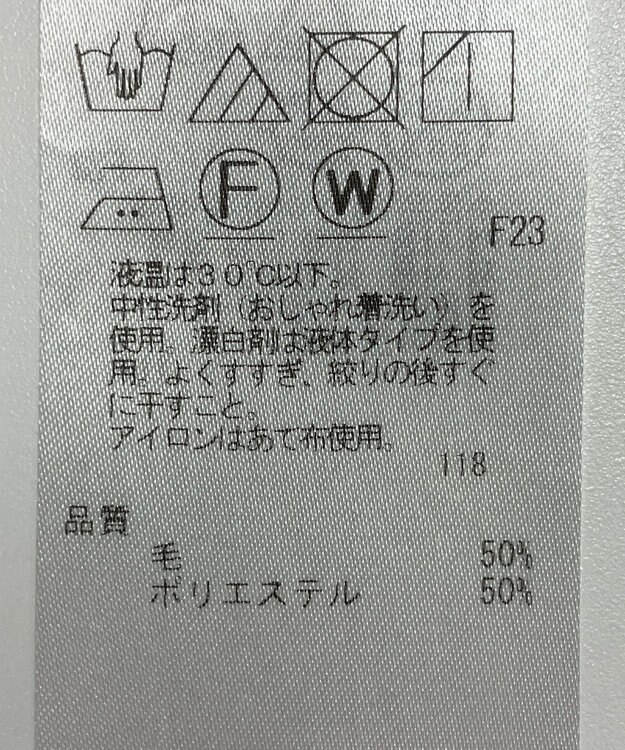 F W
F23
液温は30℃以下。
中性洗剤（おしゃれ着洗い）を
使用。漂白剤は液体タイプを使
用。よくすすぎ、絞りの後すぐ
に干すこと。
アイロンはあて布使用。
118
品質
毛 50%
ポリエステル 50%